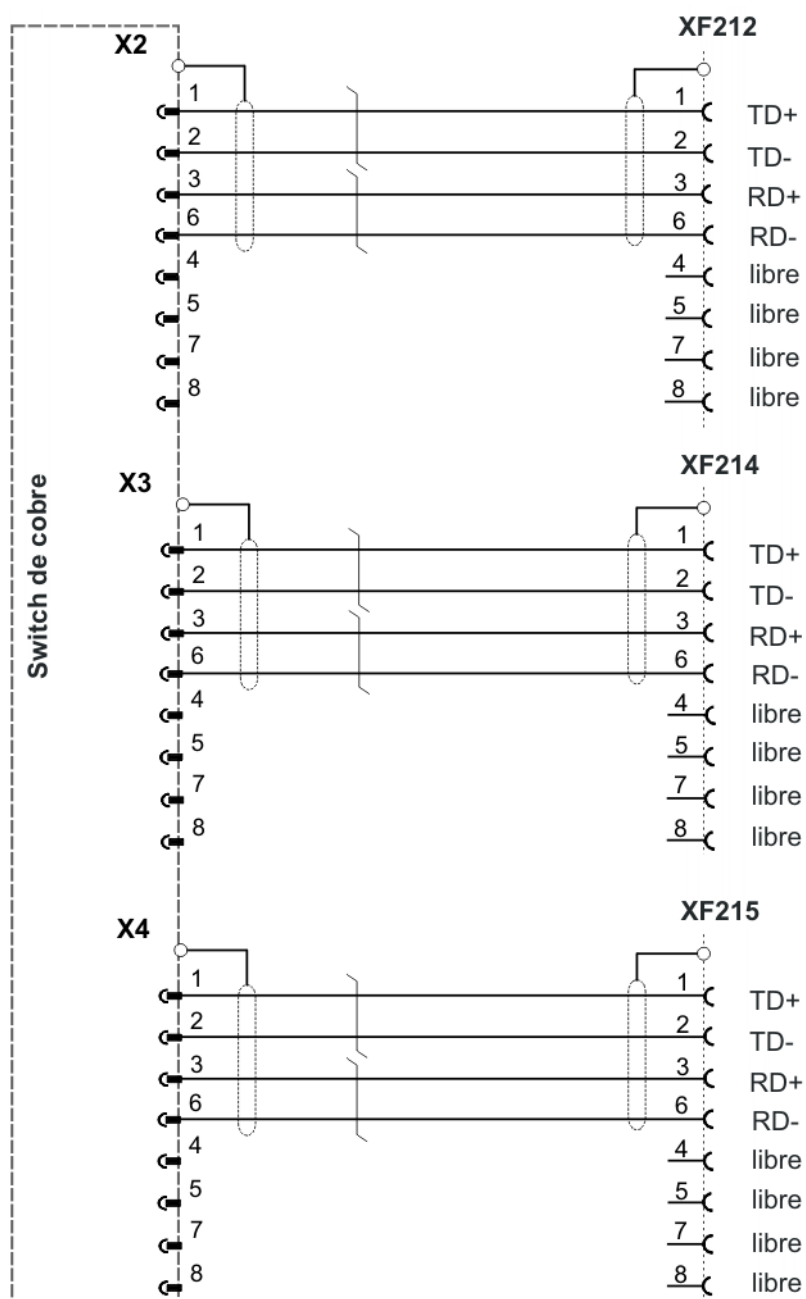 X2 XF212
1 1 TD+
2 2 TD-
3 3 RD+
6 6 RD-
4 4 libre
5 5 libre
7 7 libre
8 8 libre
Switch de cobre
X3 XF214
1 1 TD+
2 2 TD-
3 3 RD+
6 6 RD-
4 4 libre
5 5 libre
7 7 libre
8 8 libre
X4 XF215
1 1 TD+
2 2 TD-
3 3 RD+
6 6 RD-
4 4 libre
5 5 libre
7 7 libre
8 8 libre